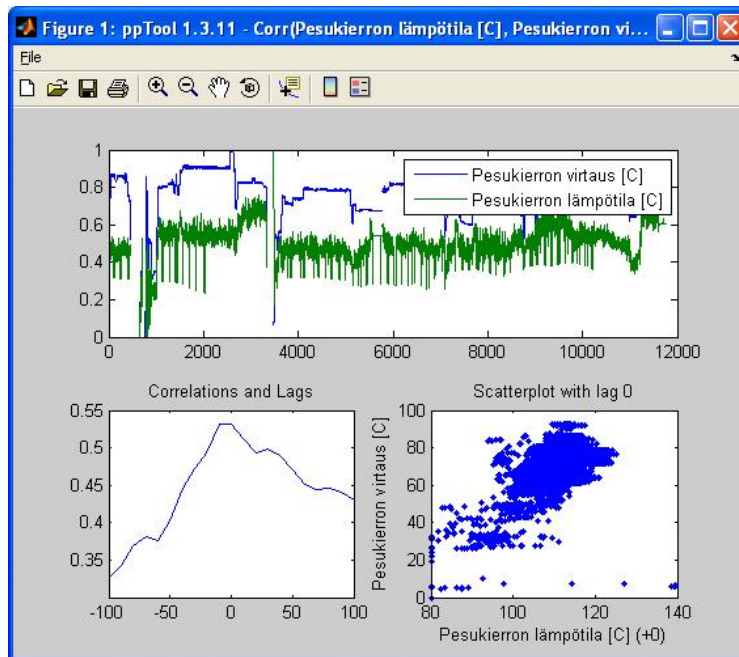 Figure 1: ppTool 1.3.11 - Corr(Pesukierron lämpötila [C], Pesukierron vi...
File
1
0.8
0.6
0.4
0.2
0
Pesukierron virtaus [C]
Pesukierron lämpötila [C]
0 2000 4000 6000 8000 10000 12000
Correlations and Lags
0.55
0.5
0.45
0.4
0.35
-100 -50 0 50 100
Scatterplot with lag 0
Pesukierron virtaus [C]
100
80
60
40
20
0
80 100 120 140
Pesukierron lämpötila [C] (+0)